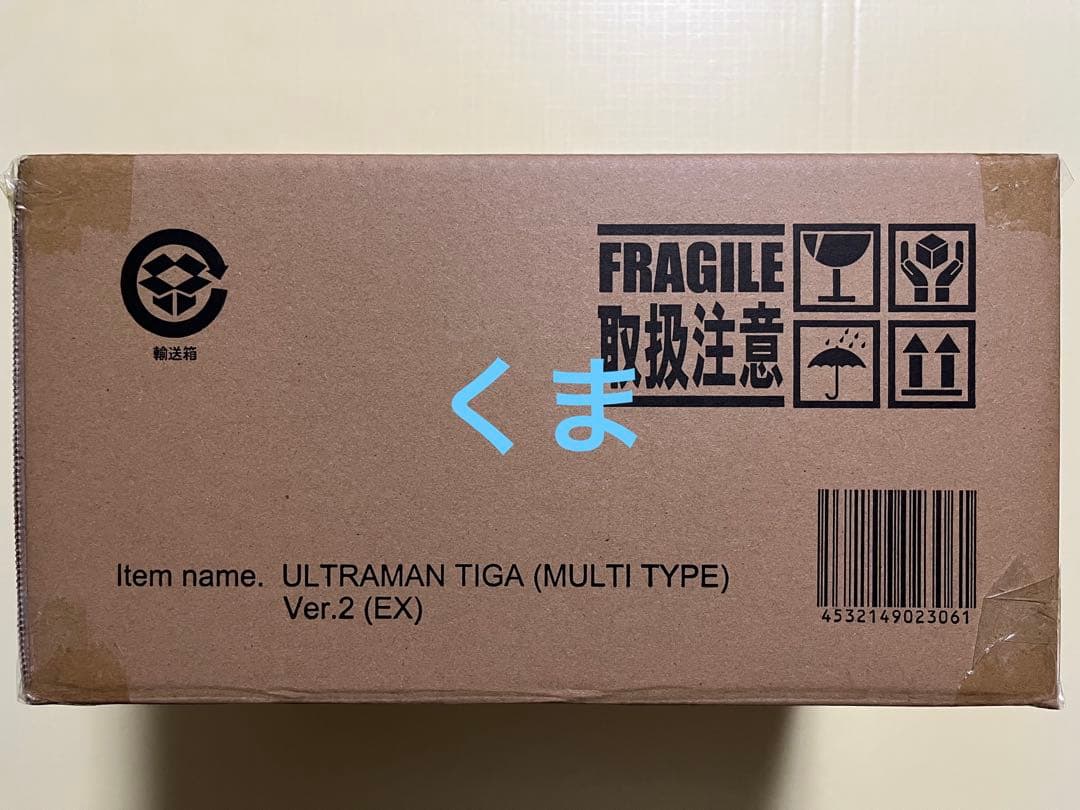 輸送箱
FRAGILE
取扱注意
くま
Item name. ULTRAMAN TIGA (MULTI TYPE)
Ver.2 (EX)
4532149023061